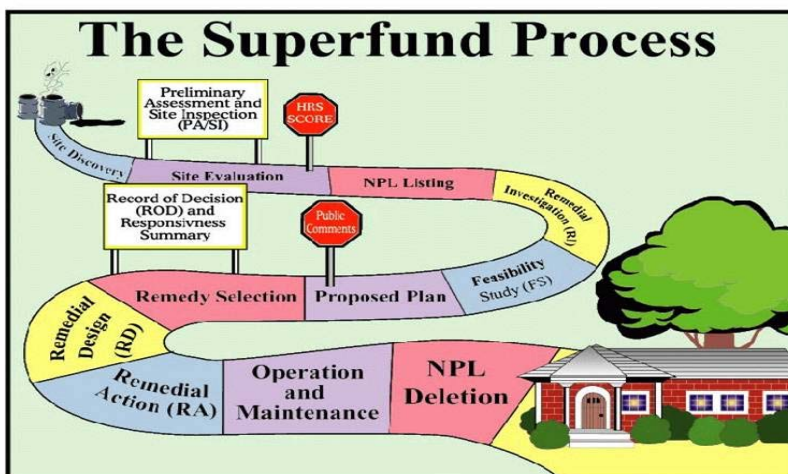 The Superfund Process
Preliminary
Assessment and
Site Inspection
(PA/SI)
HRS
SCORE
Site Discovery
Site Evaluation
NPL Listing
Remedial
Investigation (RI)
Feasibility
Study (FS)
Public
Comments
Proposed Plan
Record of Decision
(ROD) and
Responsivness
Summary
Remedy Selection
Remedial
Design
(RD)
Remedial
Action (RA)
Operation
and
Maintenance
NPL
Deletion